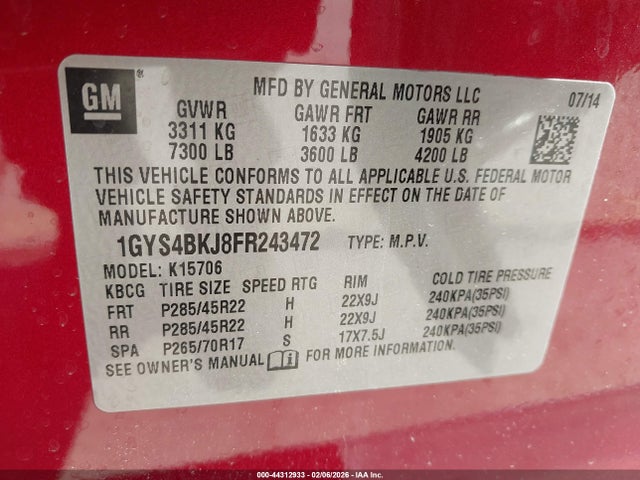 GM®
MFD BY GENERAL MOTORS LLC 07/14
GVWR GAWR FRT GAWR RR
3311 KG 1633 KG 1905 KG
7300 LB 3600 LB 4200 LB
THIS VEHICLE CONFORMS TO ALL APPLICABLE U.S. FEDERAL MOTOR
VEHICLE SAFETY STANDARDS IN EFFECT ON THE DATE OF
MANUFACTURE SHOWN ABOVE.
1GYS4BKJ8FR243472 TYPE: M.P.V.
MODEL: K15706
KBCG TIRE SIZE SPEED RTG RIM COLD TIRE PRESSURE
FRT P285/45R22 H 22X9J 240KPA(35PSI)
RR P285/45R22 H 22X9J 240KPA(35PSI)
SPA P265/70R17 S 17X7.5J 240KPA(35PSI)
SEE OWNER'S MANUAL FOR MORE INFORMATION.
000-44312933 - 02/06/2026 - IAAI, Inc.